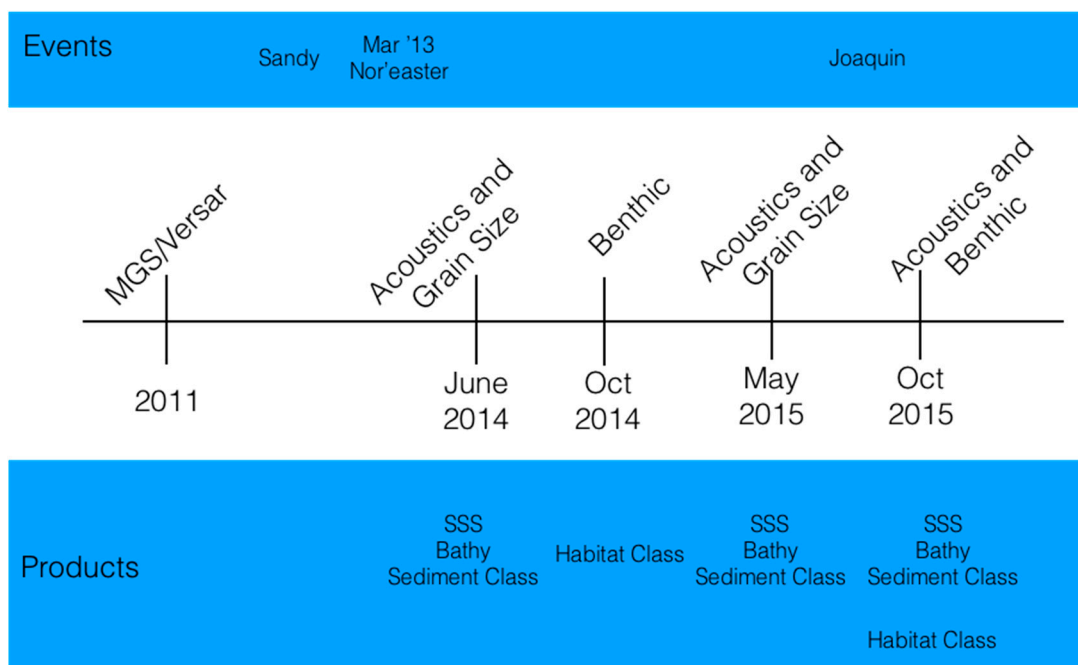 Events
Sandy
Mar '13
Nor'easter
Joaquin
MGS/Versar
Acoustics and
Grain Size
Benthic
Acoustics and
Grain Size
Acoustics and
Benthic
2011
June
2014
Oct
2014
May
2015
Oct
2015
Products
SSS
Bathy
Sediment Class
Habitat Class
SSS
Bathy
Sediment Class
SSS
Bathy
Sediment Class
Habitat Class